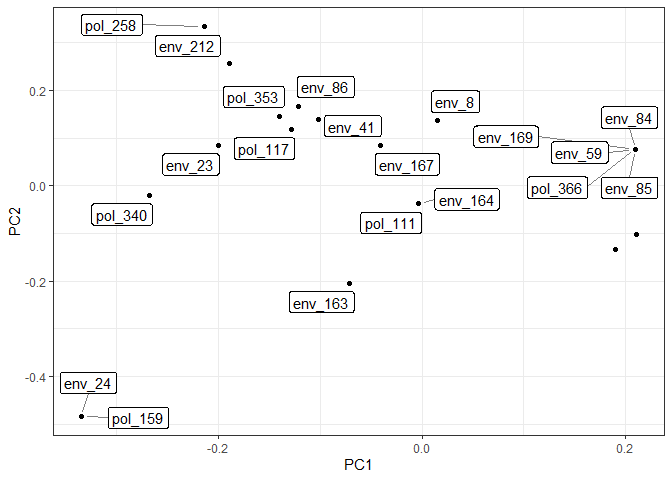 pol_258
env_212
env_86
pol_353
env_8
env_84
0.2
env_41
env_169
pol_117
env_59
env_23
env_167
pol_366
env_85
0.0
env_164
pol_340
pol_111
PC2
-0.2
env_163
-0.4
env_24
pol_159
-0.2
0.0
0.2
PC1